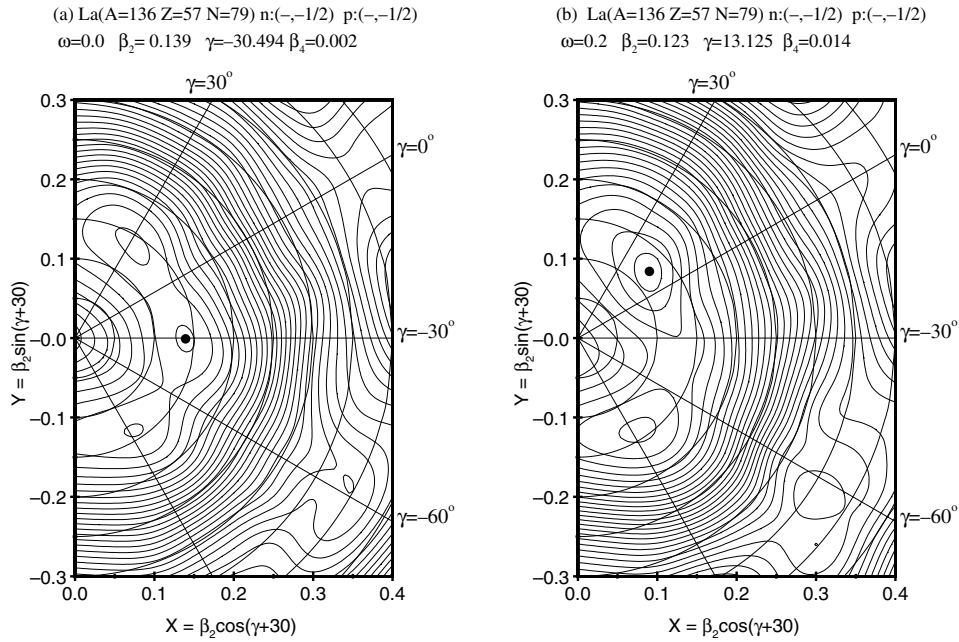 (a) La(A=136 Z=57 N=79) n:(−,−1/2) p:(−,−1/2)
ω=0.0 β₂= 0.139 γ=−30.494 β₄=0.002
γ=30°
0.3
0.2
0.1
−0.0
−0.1
−0.2
−0.3
Y = β₂sin(γ+30)
γ=0°
γ=−30°
γ=−60°
0.0 0.1 0.2 0.3 0.4
X = β₂cos(γ+30)
(b) La(A=136 Z=57 N=79) n:(−,−1/2) p:(−,−1/2)
ω=0.2 β₂=0.123 γ=13.125 β₄=0.014
γ=30°
0.3
0.2
0.1
−0.0
−0.1
−0.2
−0.3
Y = β₂sin(γ+30)
γ=0°
γ=−30°
γ=−60°
0.0 0.1 0.2 0.3 0.4
X = β₂cos(γ+30)